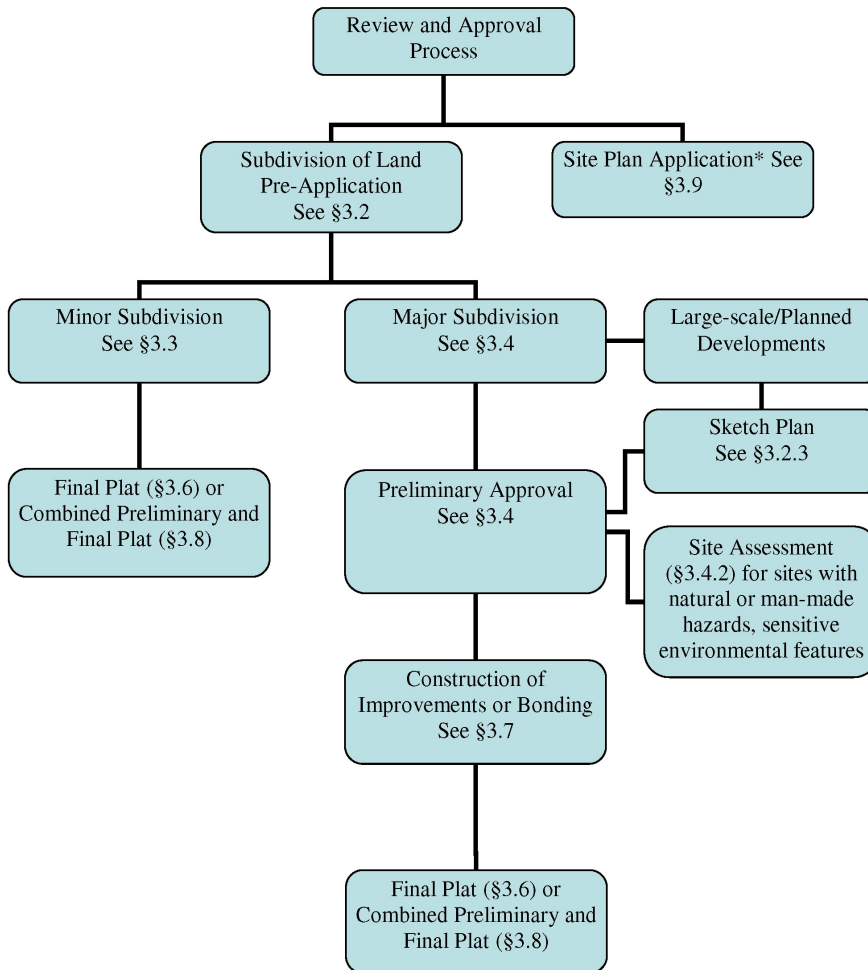 Review and Approval
Process
Subdivision of Land
Pre-Application
See §3.2
Site Plan Application* See
§3.9
Minor Subdivision
See §3.3
Major Subdivision
See §3.4
Large-scale/Planned
Developments
Sketch Plan
See §3.2.3
Final Plat (§3.6) or
Combined Preliminary and
Final Plat (§3.8)
Preliminary Approval
See §3.4
Site Assessment
(§3.4.2) for sites with
natural or man-made
hazards, sensitive
environmental features
Construction of
Improvements or Bonding
See §3.7
Final Plat (§3.6) or
Combined Preliminary and
Final Plat (§3.8)